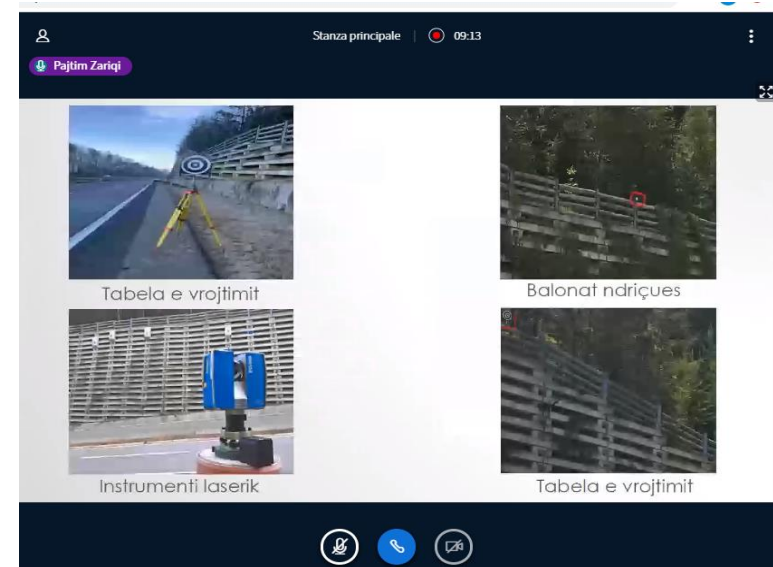 Stanza principale
09:13
Pajtim Zariqi
Tabela e vrojtimit
Balonat ndriçues
Instrumenti laserik
Tabela e vrojtimit